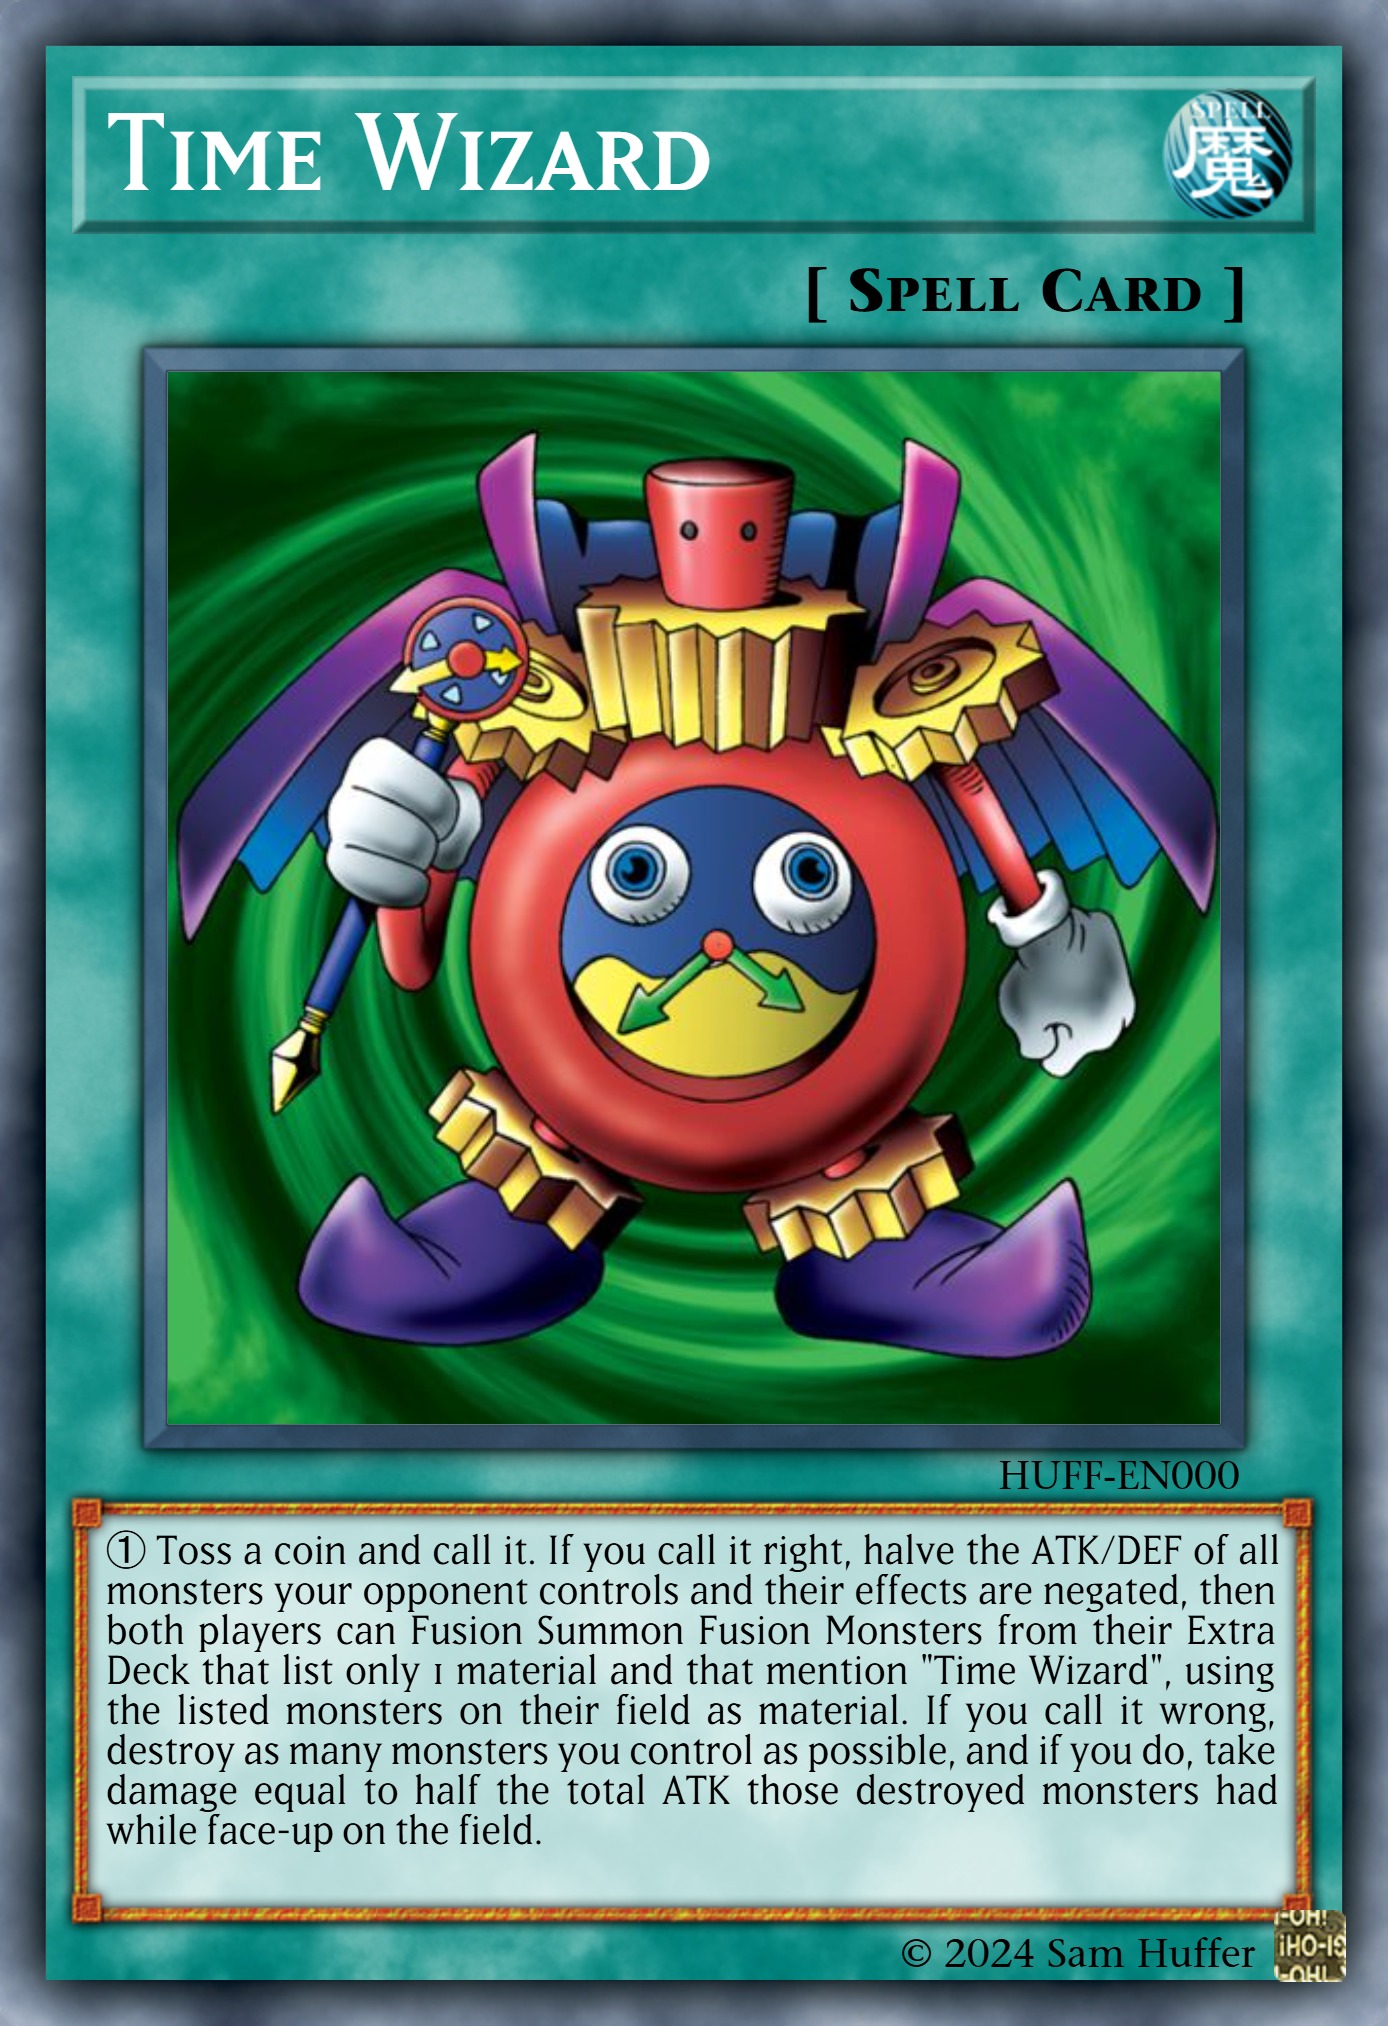 Time Wizard
SPELL
魔
[ Spell Card ]
HUFF-EN000
① Toss a coin and call it. If you call it right, halve the ATK/DEF of all
monsters your opponent controls and their effects are negated, then
both players can Fusion Summon Fusion Monsters from their Extra
Deck that list only 1 material and that mention "Time Wizard", using
the listed monsters on their field as material. If you call it wrong,
destroy as many monsters you control as possible, and if you do, take
damage equal to half the total ATK those destroyed monsters had
while face-up on the field.
© 2024 Sam Huffer